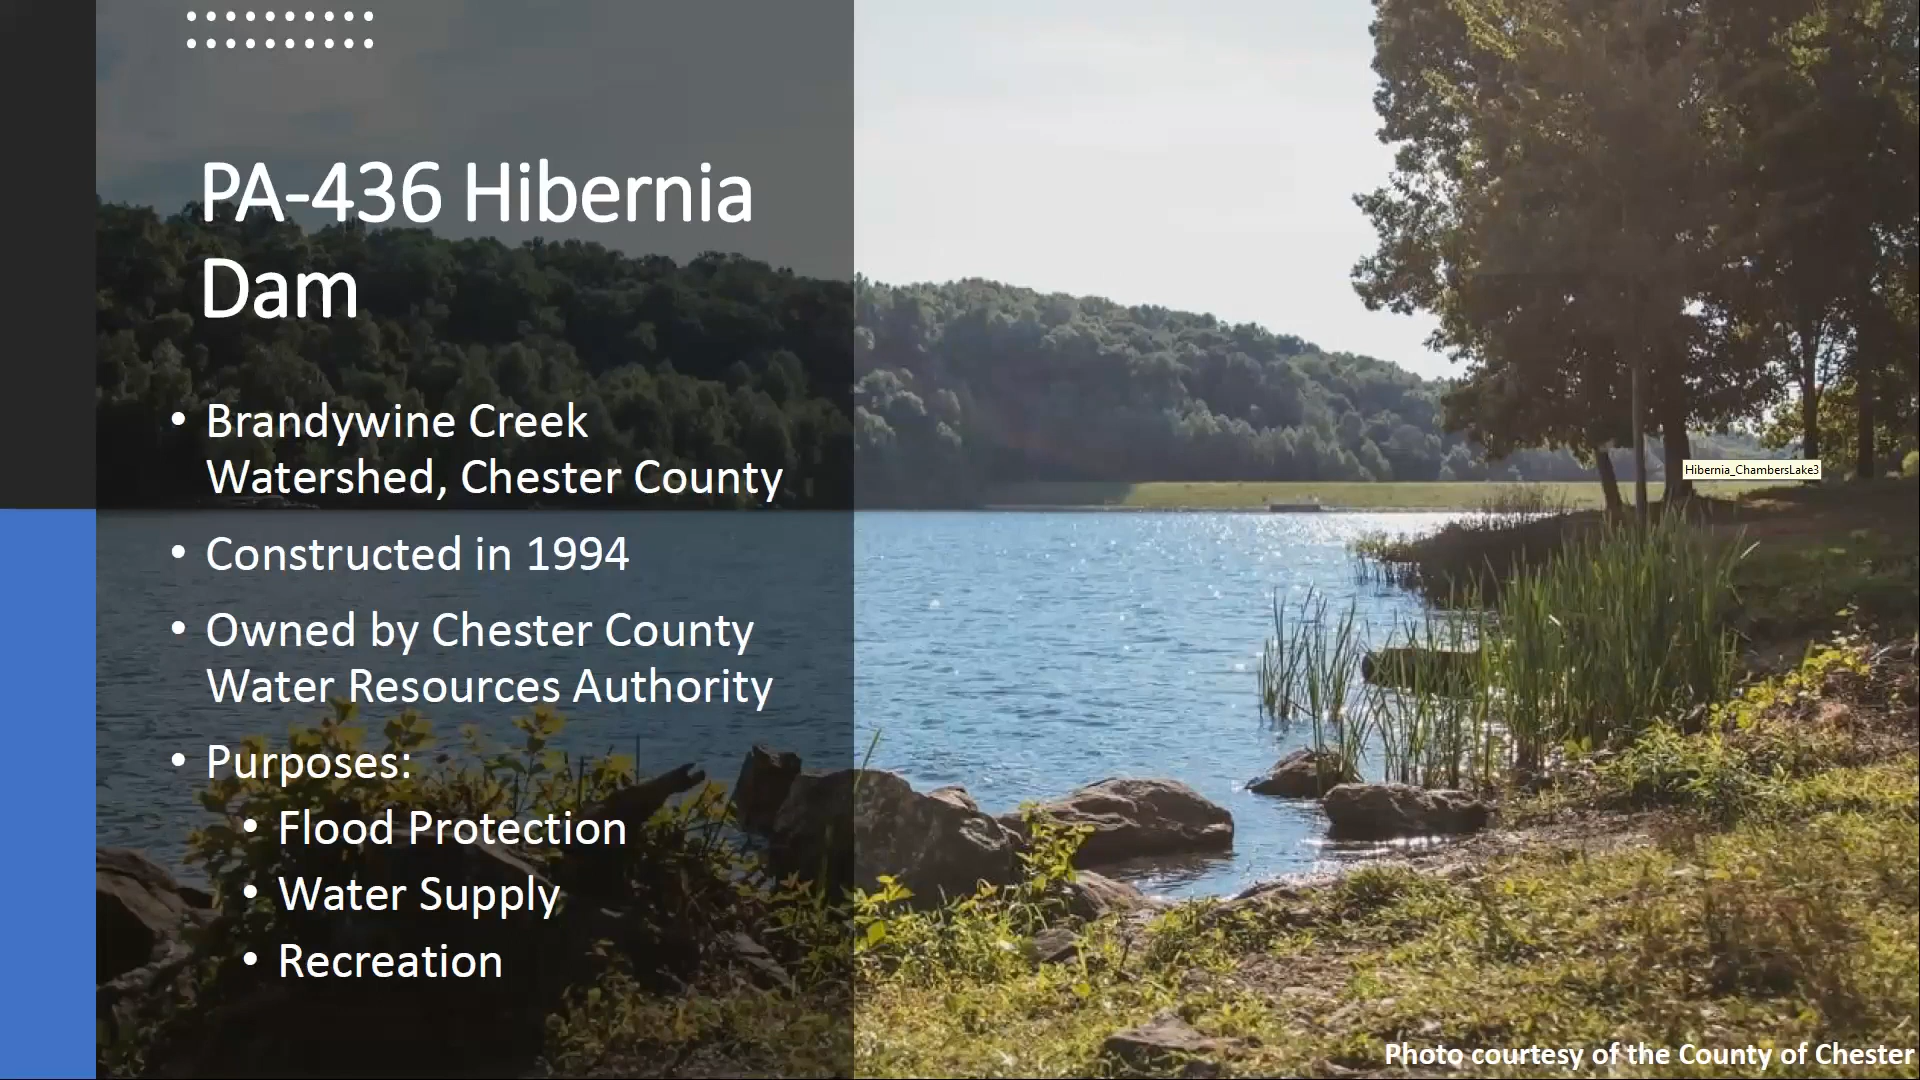 PA-436 Hibernia
Dam
• Brandywine Creek
Watershed, Chester County
• Constructed in 1994
• Owned by Chester County
Water Resources Authority
• Purposes:
• Flood Protection
• Water Supply
• Recreation
Hibernia_ChambersLake3
Photo courtesy of the County of Chester